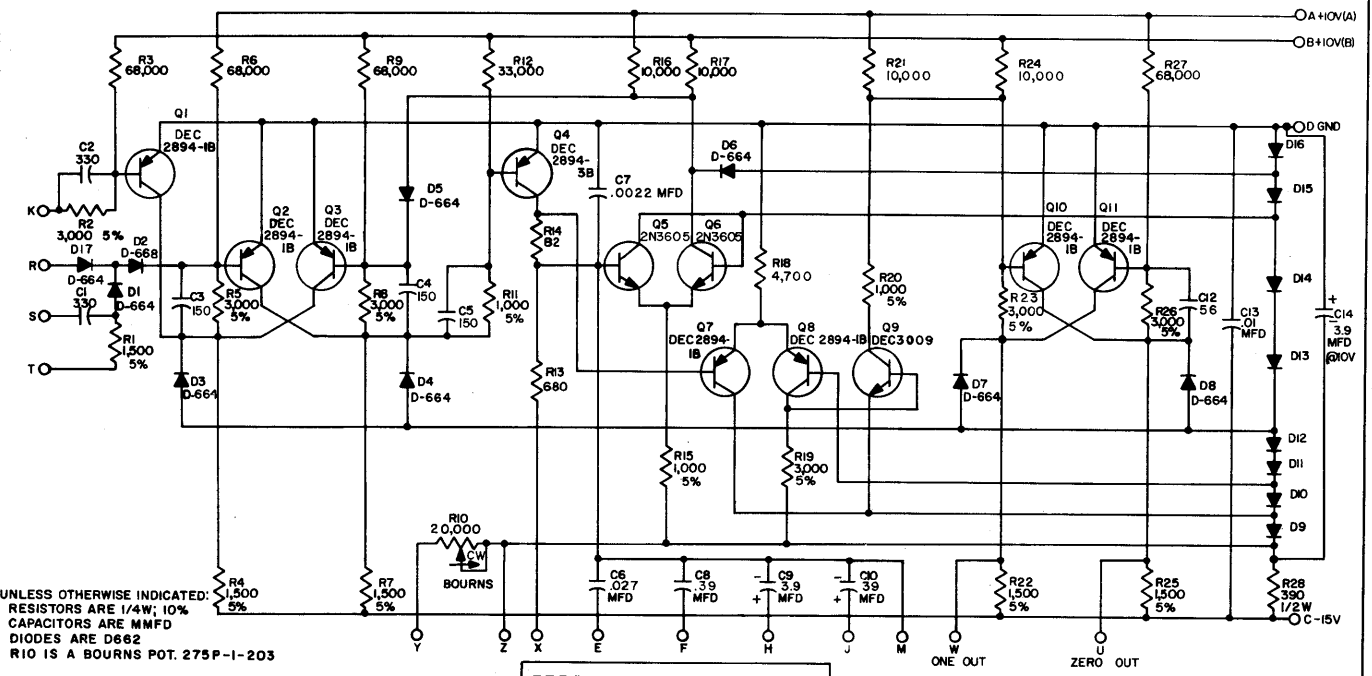 A+10V(A)
B+10V(B)
R3
68,000
R6
68,000
R9
68,000
R12
33,000
R16
10,000
R17
10,000
R21
10,000
R24
10,000
R27
68,000
Q1
DEC
2894-1B
C2
330
K
R2
3,000 5%
D17
D-664
D2
D-668
R
C1
330
D1
D-664
S
R1
1,500
5%
T
C3
150
R5
3,000
5%
Q2
DEC
2894-
1B
Q3
DEC
2894-
1B
D5
D-664
R8
3,000
5%
C4
150
C5
150
R11
1,000
5%
D3
D-664
D4
D-664
Q4
DEC
2894-
3B
R14
82
R13
680
C7
.0022 MFD
D6
D-664
Q5
2N3605
Q6
2N3605
R18
4,700
Q7
DEC2894-
1B
Q8
DEC 2894-1B
Q9
DEC3009
R20
1,000
5%
R15
1,000
5%
R19
3,000
5%
Q10
DEC
2894-
1B
Q11
DEC
2894-
1B
R23
3,000
5%
R26
3,000
5%
C12
56
C13
.01
MFD
D7
D-664
D8
D-664
D GND
D16
D15
D14
D13
+
-
C14
3.9
MFD
@10V
D12
D11
D10
D9
R10
20,000
CW
BOURNS
R4
1,500
5%
R7
1,500
5%
C6
.027
MFD
C8
.39
MFD
-
+
C9
3.9
MFD
-
+
C10
39
MFD
R22
1,500
5%
R25
1,500
5%
R28
390
1/2W
C-15V
Y
Z
X
E
F
H
J
M
W
ONE OUT
U
ZERO OUT
UNLESS OTHERWISE INDICATED:
RESISTORS ARE 1/4W; 10%
CAPACITORS ARE MMFD
DIODES ARE D662
R10 IS A BOURNS POT. 275P-1-203